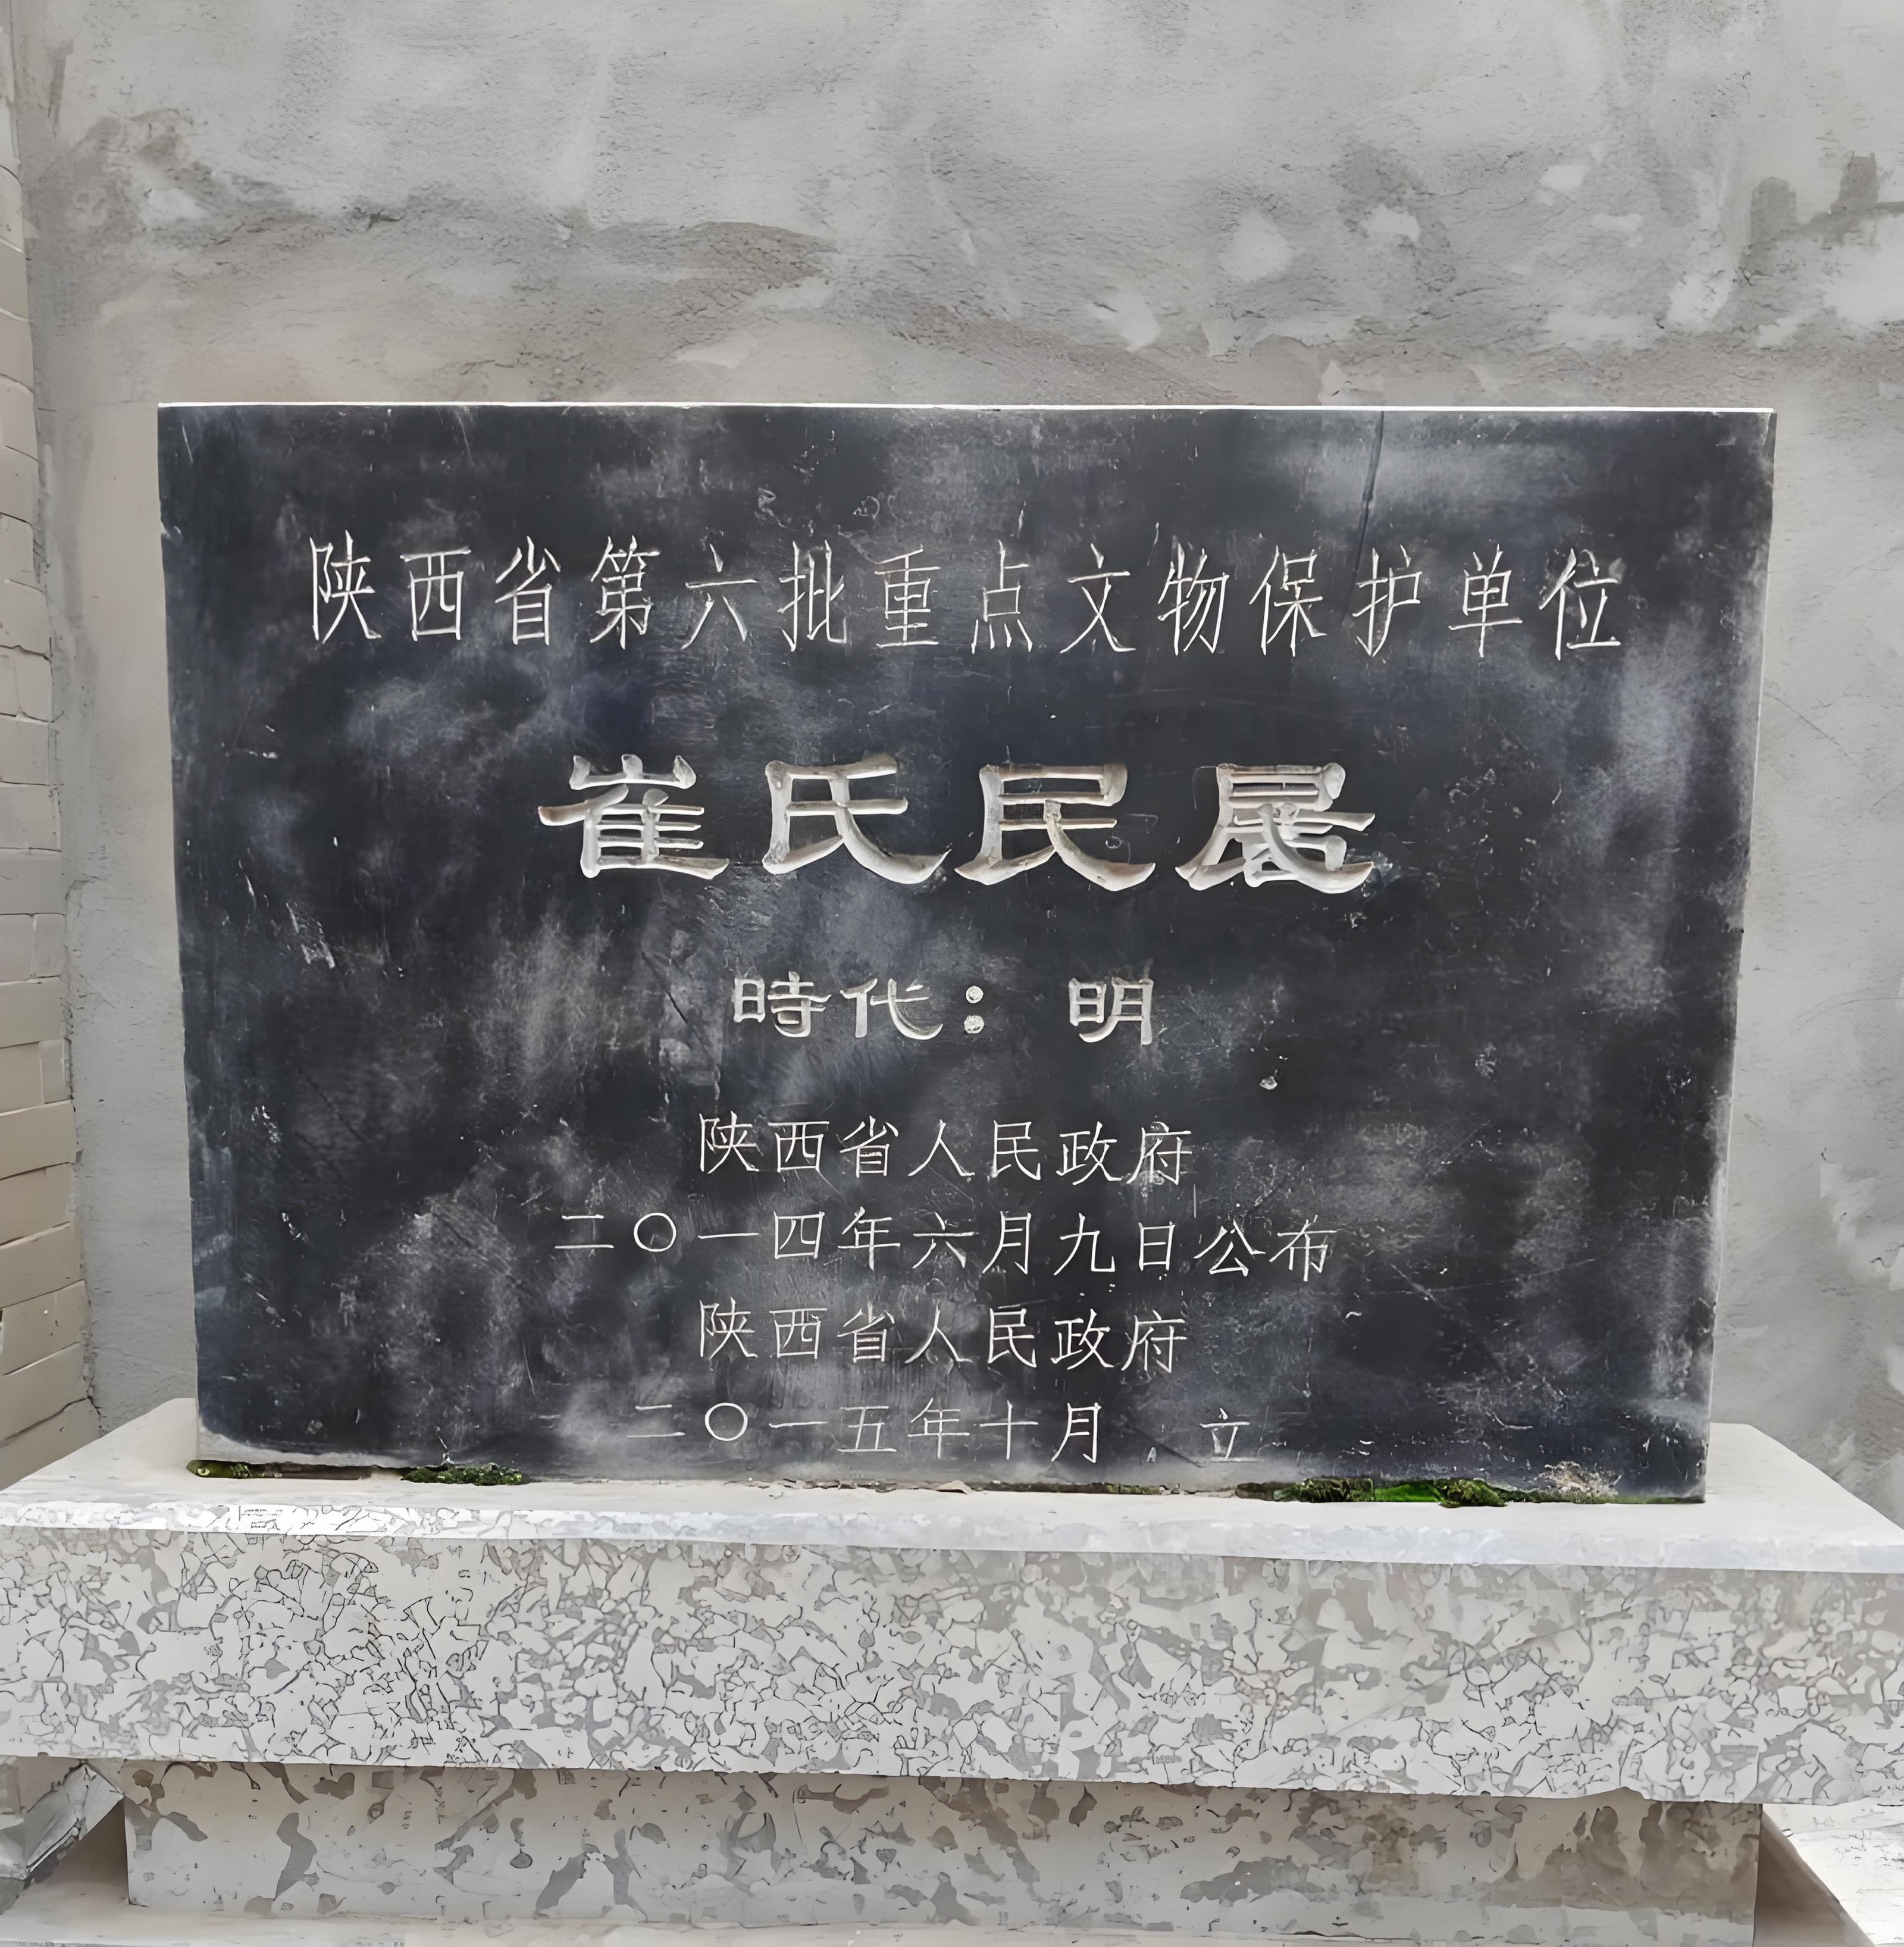 陕西省第六批重点文物保护单位
崔氏民居
時代：明
陕西省人民政府
二〇一四年六月九日公布
陕西省人民政府
二〇一五年十月 立